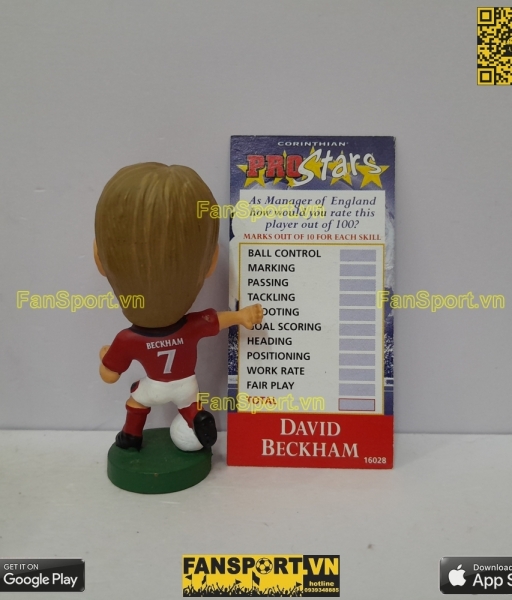 CORINTHIAN
PRO Stars
As Manager of England
how would you rate this
player out of 100?
MARKS OUT OF 10 FOR EACH SKILL
BALL CONTROL
MARKING
PASSING
TACKLING
OOTING
GOAL SCORING
HEADING
POSITIONING
WORK RATE
FAIR PLAY
TOTAL
DAVID
BECKHAM
16028
BECKHAM
7
FanSport.vn
FanSport.vn
FanSport.vn
FanSport.vn
GET IT ON
Google Play
FANSPORT.VN
hotline
0939348885
Download
App S